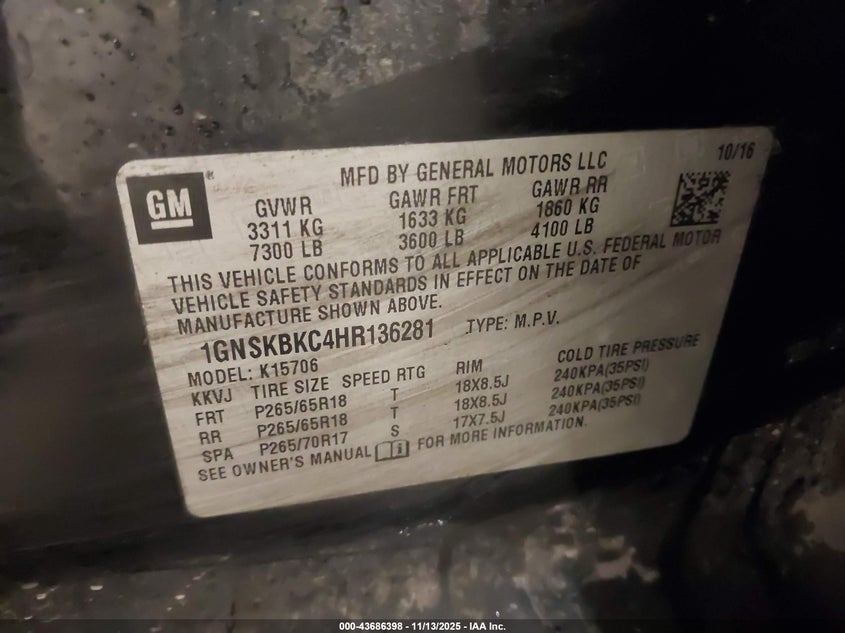 GM ®
MFD BY GENERAL MOTORS LLC
10/16
GVWR GAWR FRT GAWR RR
3311 KG 1633 KG 1860 KG
7300 LB 3600 LB 4100 LB
THIS VEHICLE CONFORMS TO ALL APPLICABLE U.S. FEDERAL MOTOR
VEHICLE SAFETY STANDARDS IN EFFECT ON THE DATE OF
MANUFACTURE SHOWN ABOVE.
1GNSKBKC4HR136281 TYPE: M.P.V.
MODEL: K15706
KKVJ TIRE SIZE SPEED RTG RIM COLD TIRE PRESSURE
FRT P265/65R18 T 18X8.5J 240KPA(35PSI)
RR P265/65R18 T 18X8.5J 240KPA(35PSI)
SPA P265/70R17 S 17X7.5J 240KPA(35PSI)
SEE OWNER'S MANUAL FOR MORE INFORMATION.
000-43686398 - 11/13/2025 - IAA Inc.